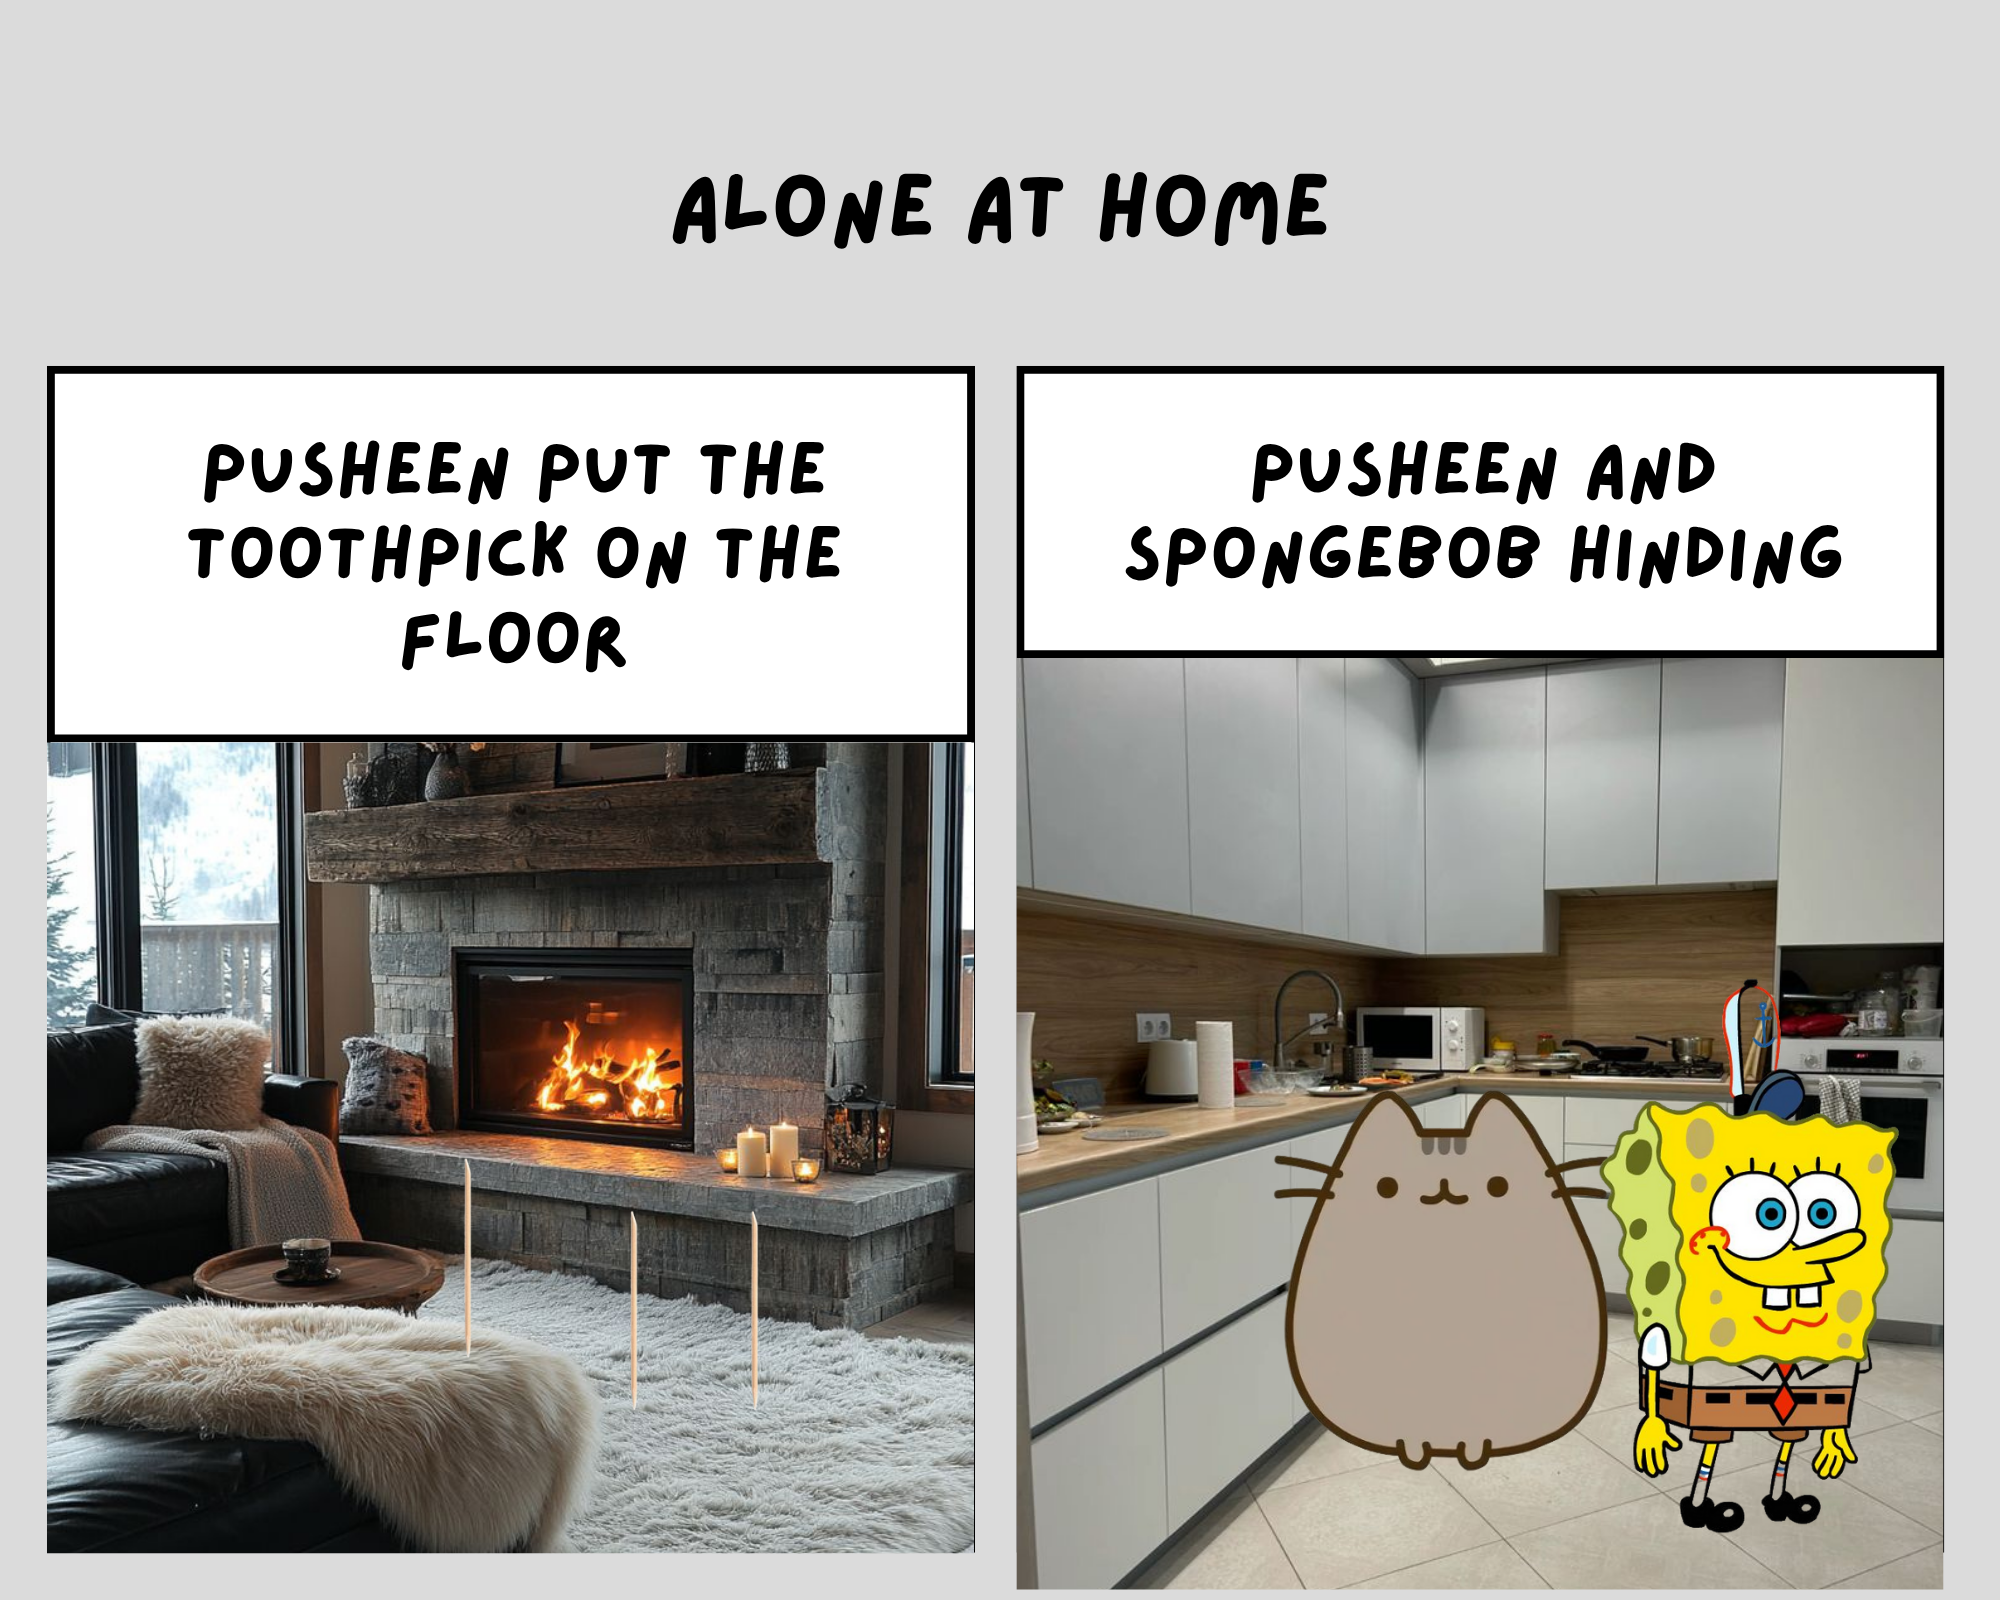 ALONE AT HOME
PUSHEEN PUT THE
TOOTHPICK ON THE
FLOOR
PUSHEEN AND
SPONGEBOB HINDING